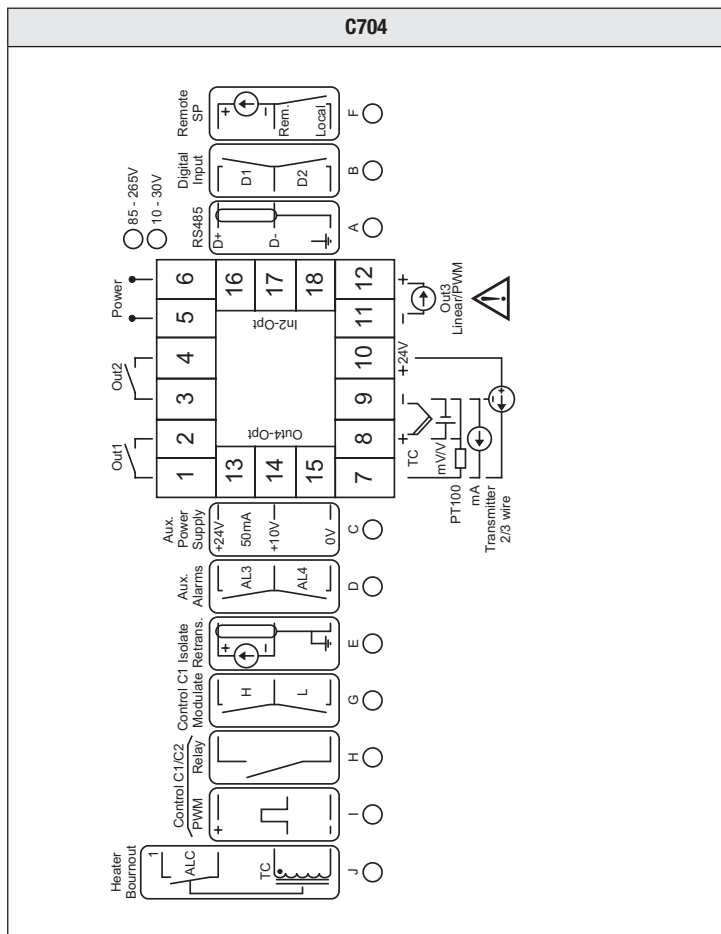 C704
Remote
SP
+
−
Rem.
Local
F
Digital
Input
D1
D2
B
RS485
D+
D-
A
85 - 265V
10 - 30V
Power
Out2
Out1
6
5
4
3
2
1
16
17
18
In2-Opt
Out4-Opt
13
14
15
12
11
10
9
8
7
+
−
Out3
Linear/PWM
+24V
−
+
TC
mV/V
PT100
mA
−
+
Transmitter
2/3 wire
Aux.
Power
Supply
+24V
50mA
+10V
0V
C
Aux.
Alarms
AL3
AL4
D
Isolate
Retrans.
+
−
E
Control C1
Modulate
H
L
G
Control C1/C2
Relay
H
PWM
+
−
I
Heater
Bournout
1
ALC
TC
J